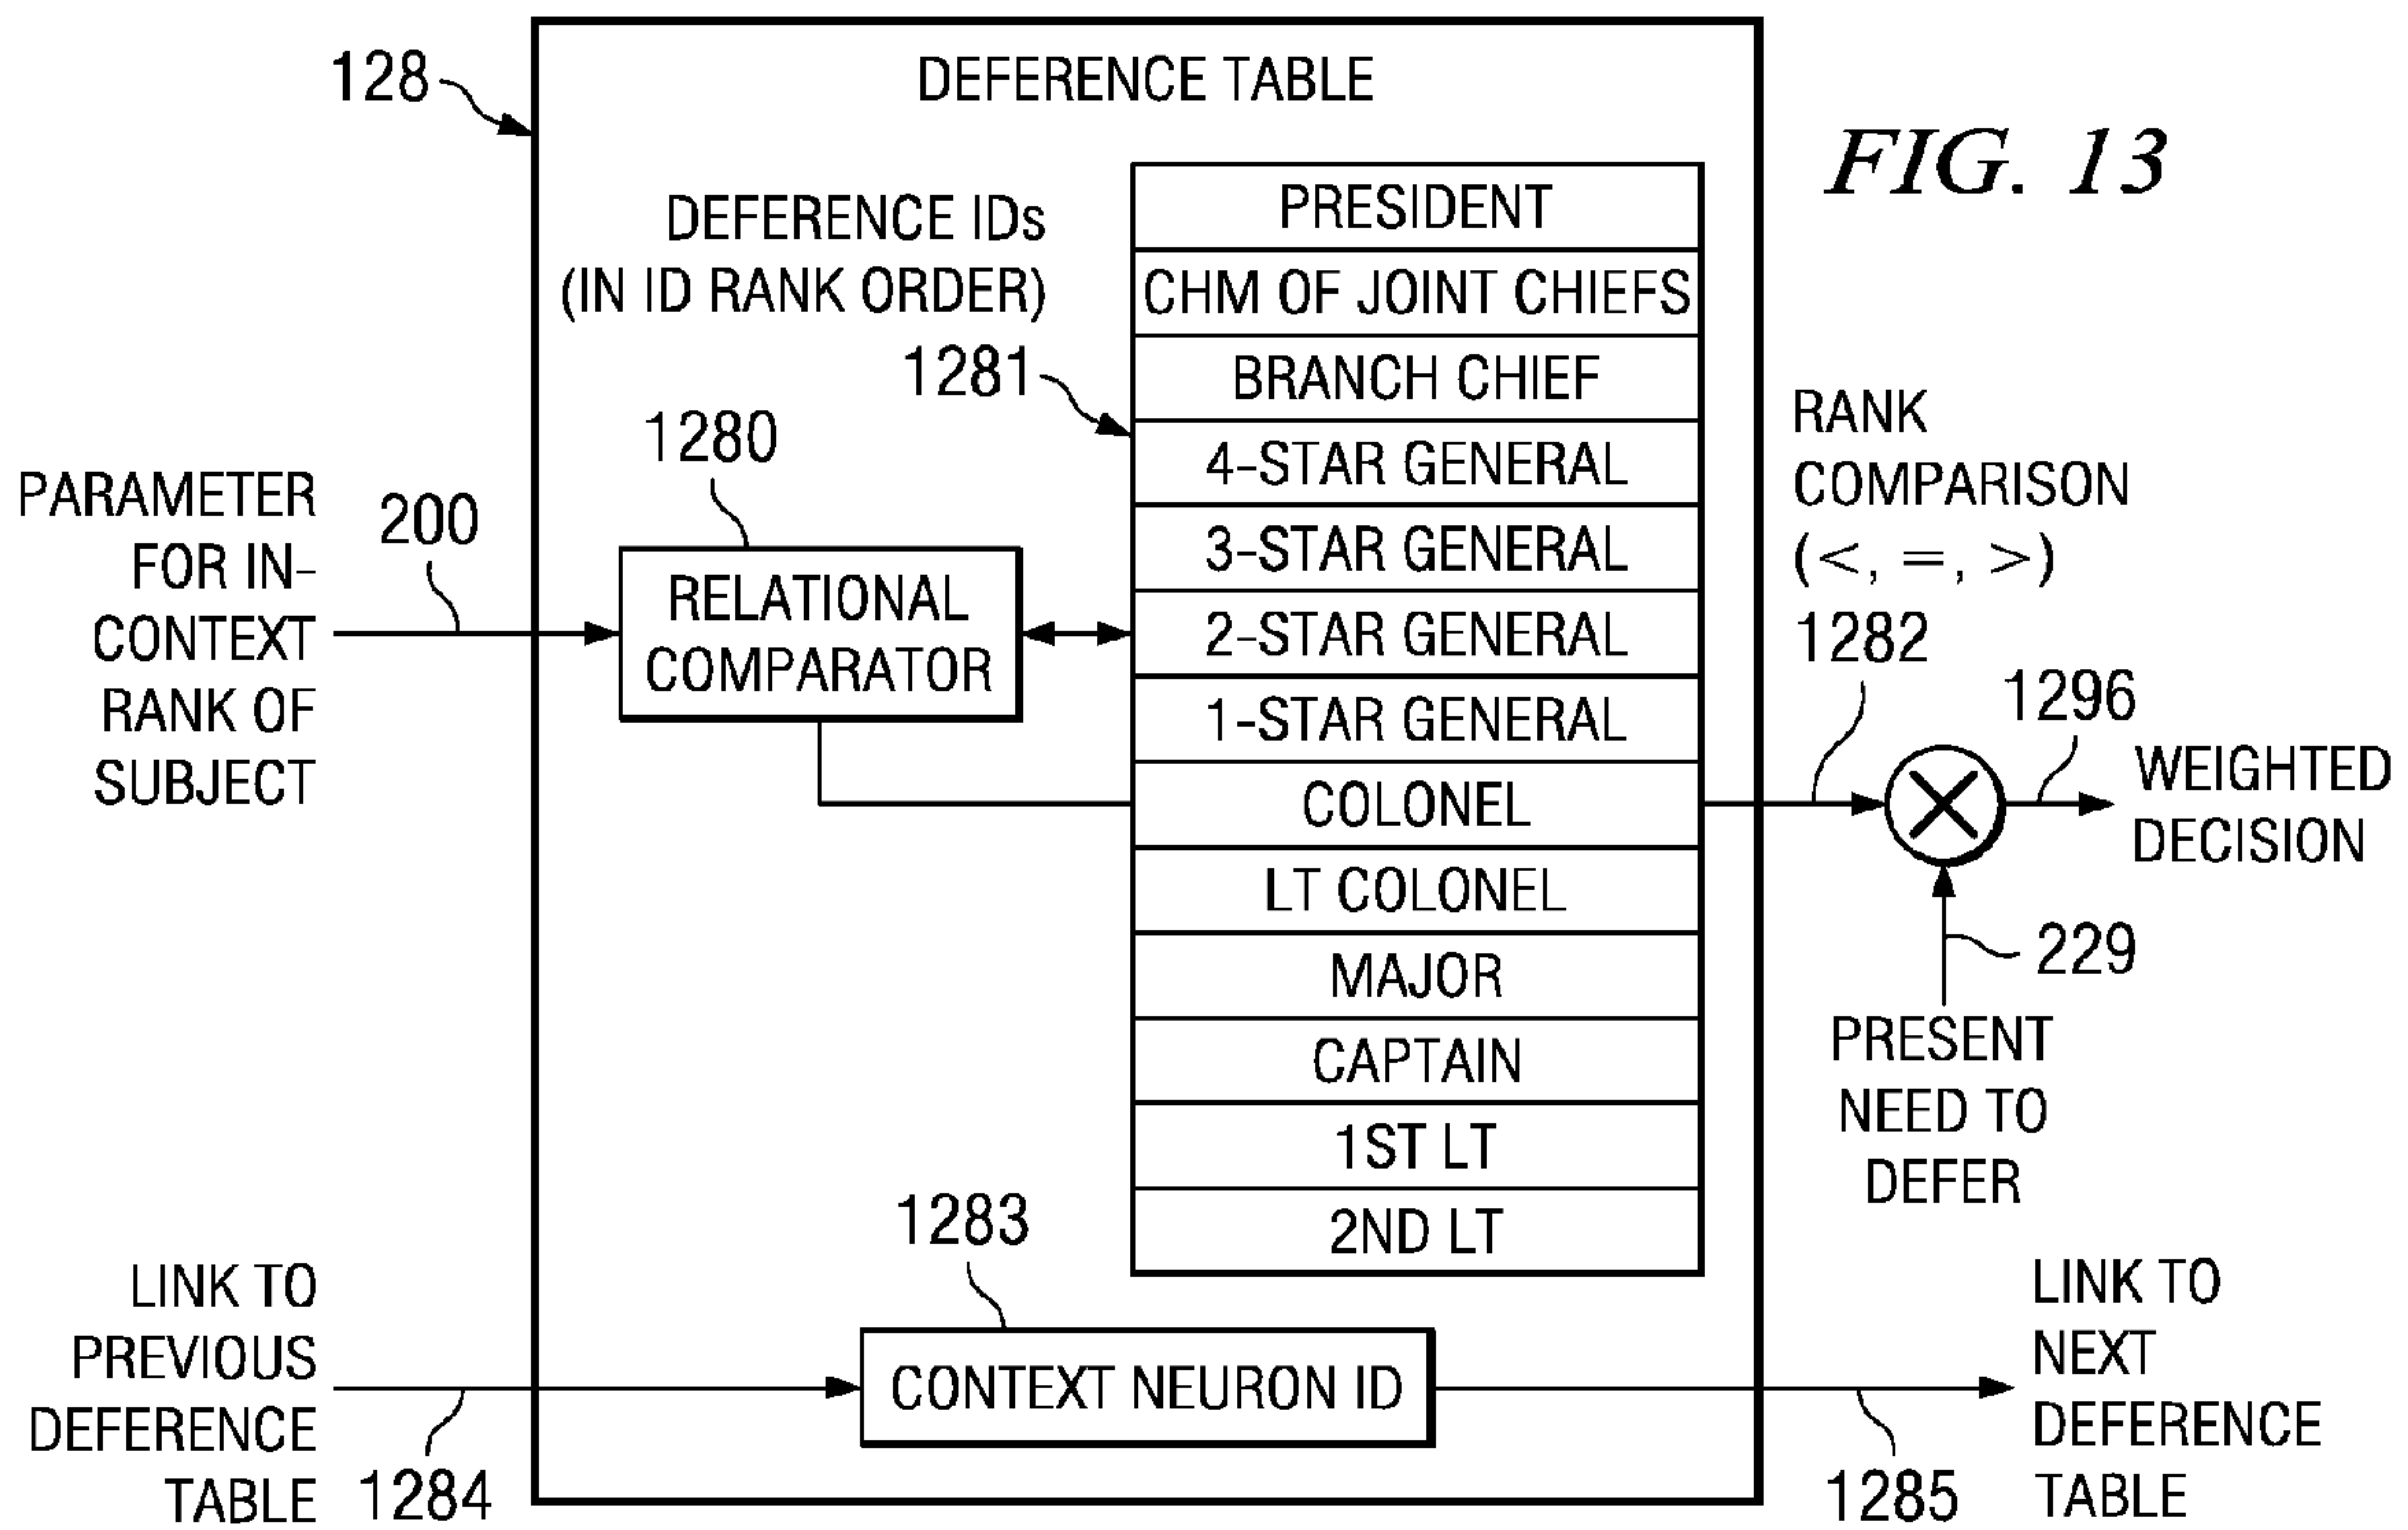 DEFERENCE TABLE
128
FIG. 13
DEFERENCE IDs
(IN ID RANK ORDER)
1281
PRESIDENT
CHM OF JOINT CHIEFS
BRANCH CHIEF
4-STAR GENERAL
3-STAR GENERAL
2-STAR GENERAL
1-STAR GENERAL
COLONEL
LT COLONEL
MAJOR
CAPTAIN
1ST LT
2ND LT
1280
RELATIONAL
COMPARATOR
PARAMETER
FOR IN-
CONTEXT
RANK OF
SUBJECT
200
RANK
COMPARISON
(<, =, >)
1282
1296
WEIGHTED
DECISION
229
PRESENT
NEED TO
DEFER
1283
CONTEXT NEURON ID
LINK TO
PREVIOUS
DEFERENCE
TABLE
1284
LINK TO
NEXT
DEFERENCE
TABLE
1285